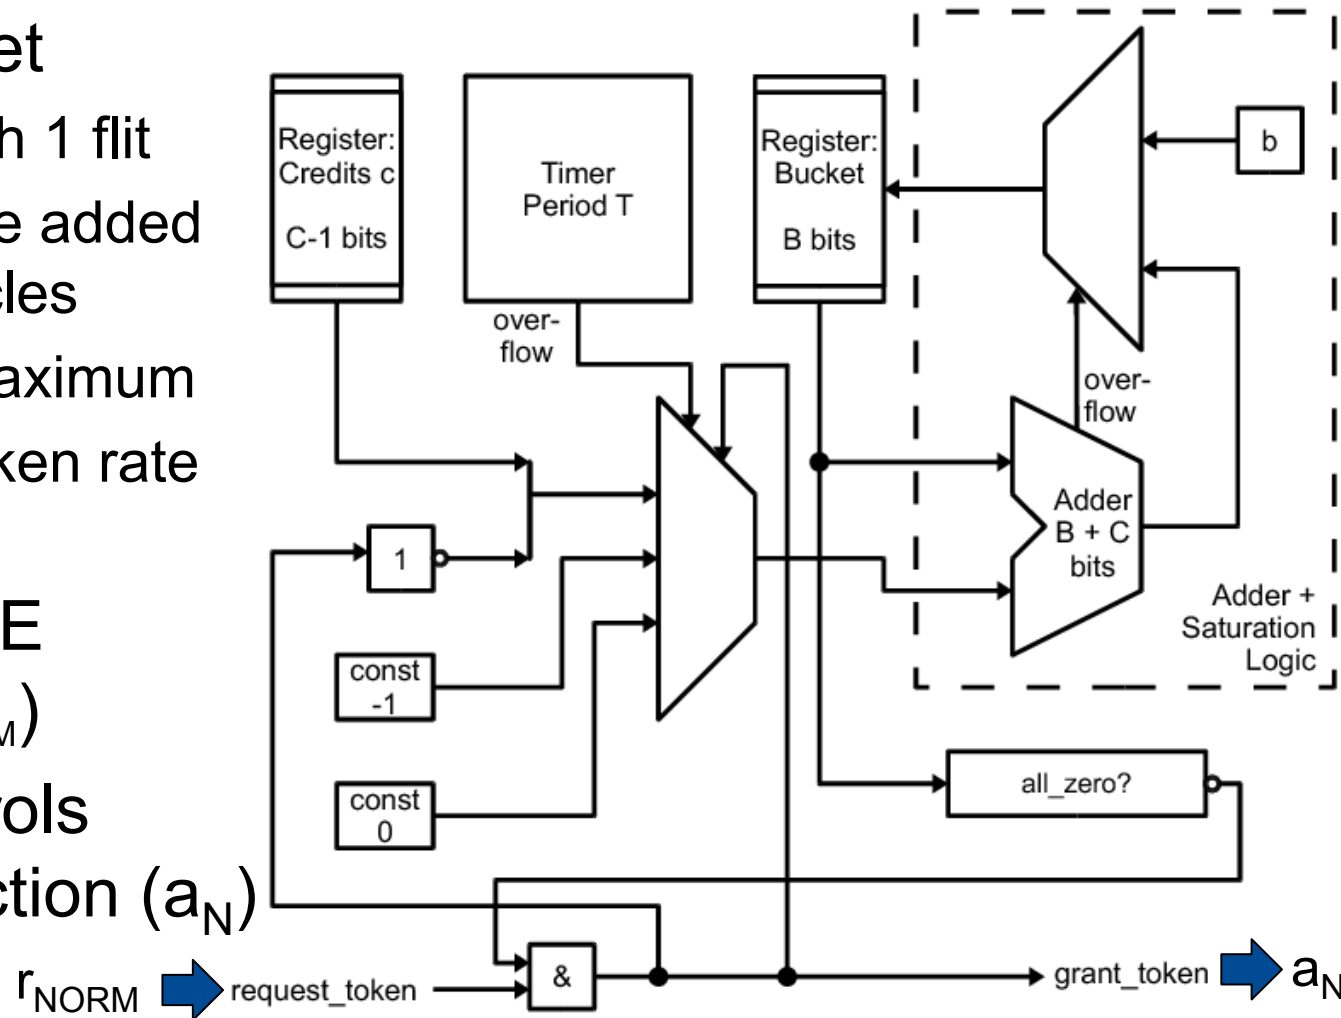 et
h 1 flit
e added
cles
aximum
ken rate
E
M)
rols
ction (aN)
rNORM
request_token
Register:
Credits c
C-1 bits
Timer
Period T
over-
flow
Register:
Bucket
B bits
b
over-
flow
Adder
B + C
bits
Adder +
Saturation
Logic
1
const
-1
const
0
all_zero?
&
grant_token
aN